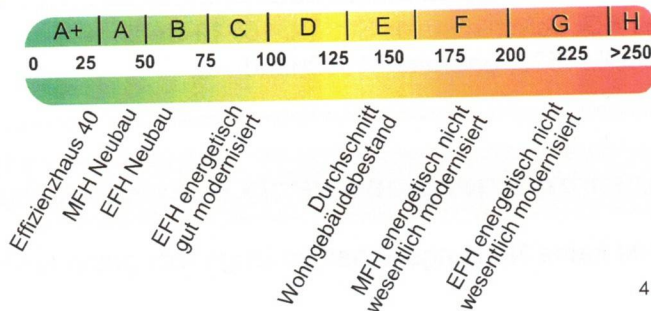 A+ A B C D E F G H
0 25 50 75 100 125 150 175 200 225 >250
Effizienzhaus 40
MFH Neubau
EFH Neubau
EFH energetisch
gut modernisiert
Durchschnitt
Wohngebäudebestand
MFH energetisch nicht
wesentlich modernisiert
EFH energetisch nicht
wesentlich modernisiert
4